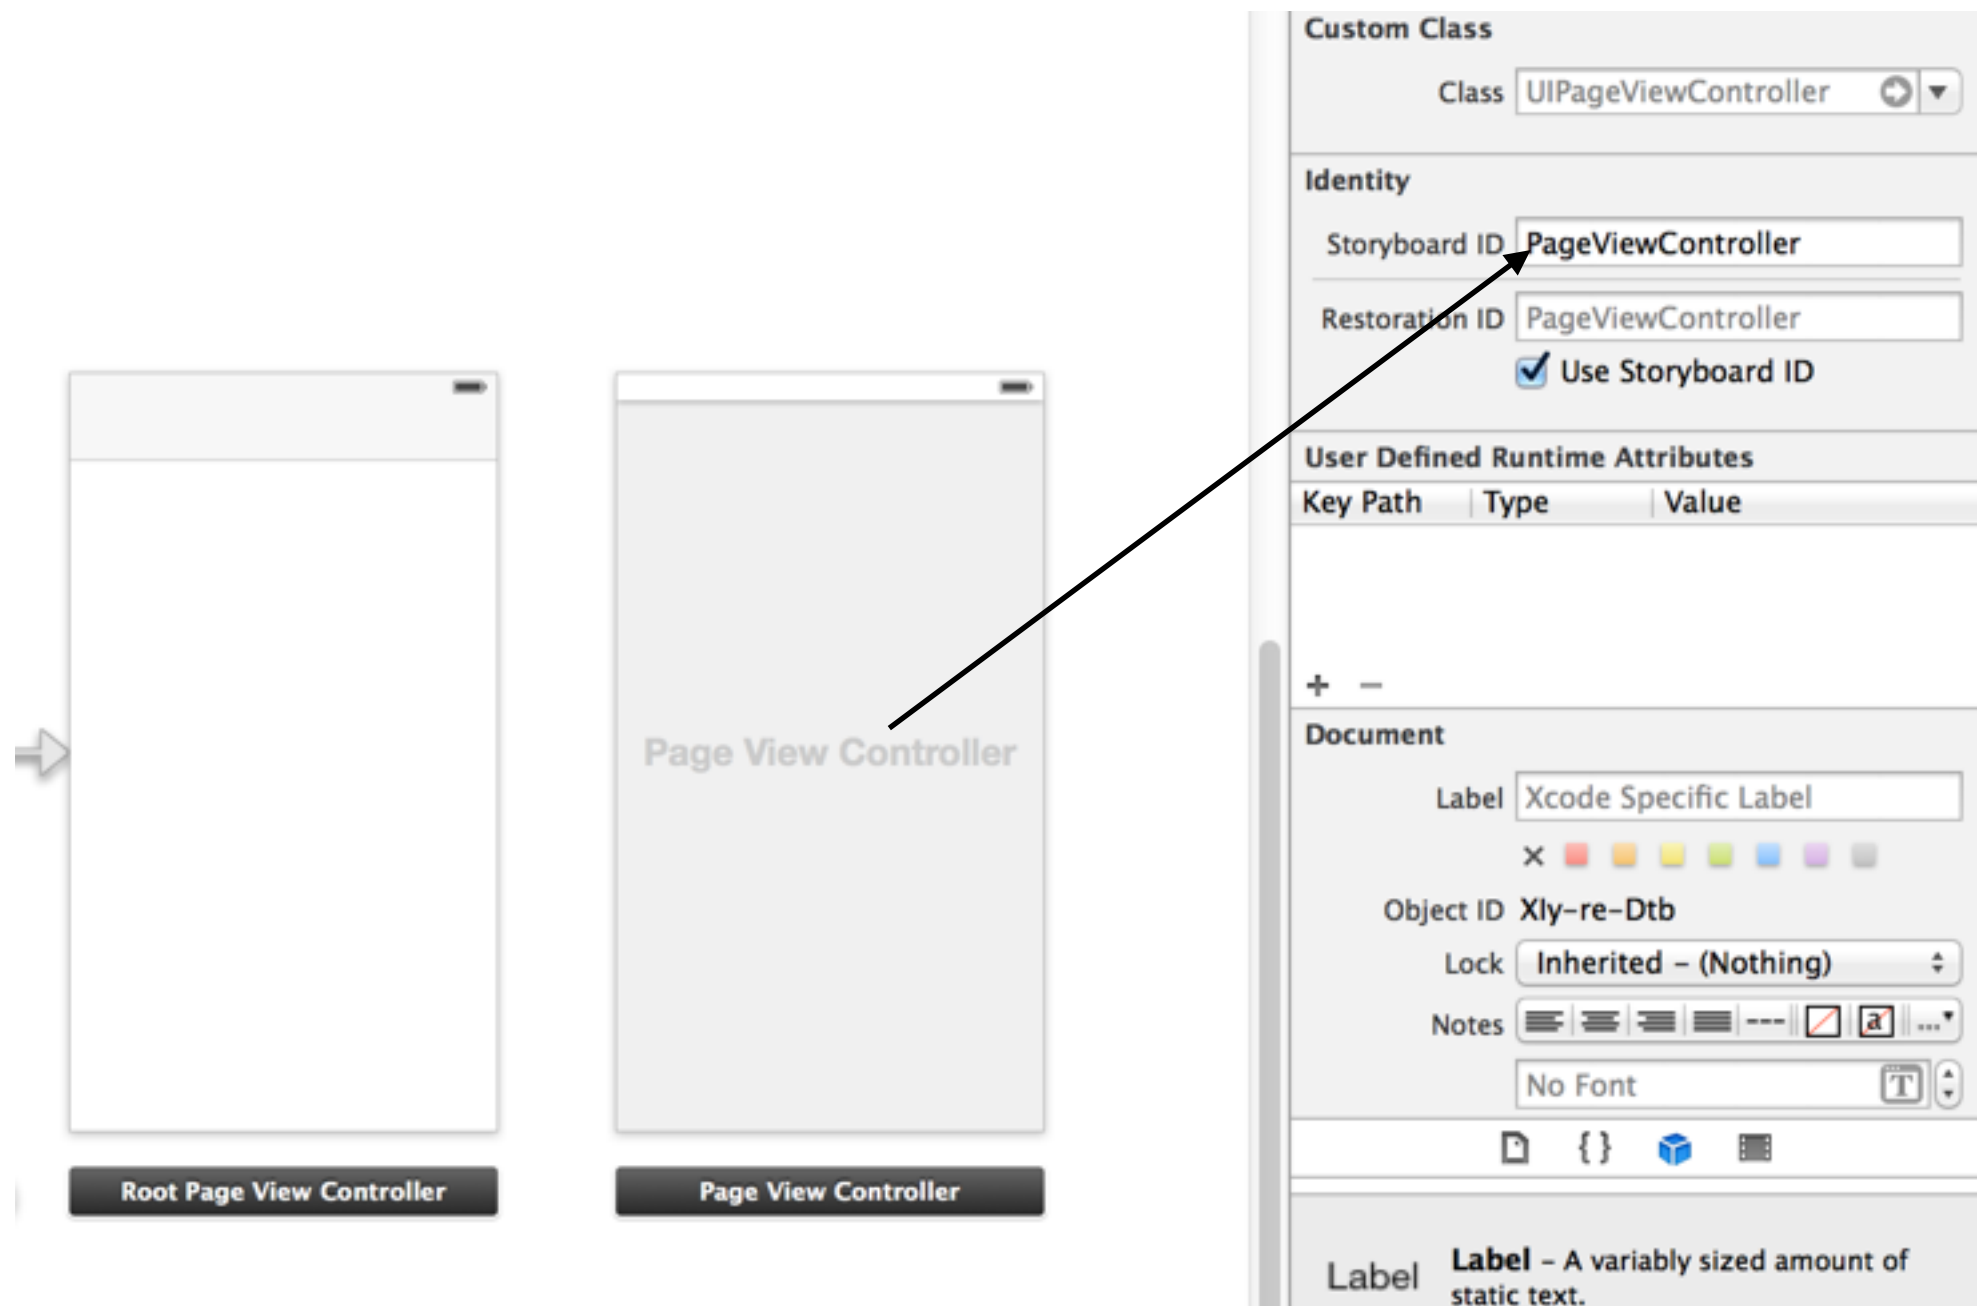 Page View Controller
Root Page View Controller
Page View Controller
Custom Class
Class UIPageViewController
Identity
Storyboard ID PageViewController
Restoration ID PageViewController
Use Storyboard ID
User Defined Runtime Attributes
Key Path Type Value
Document
Label Xcode Specific Label
Object ID Xly-re-Dtb
Lock Inherited - (Nothing)
Notes --- a ...
No Font T
{ }
Label Label - A variably sized amount of
static text.